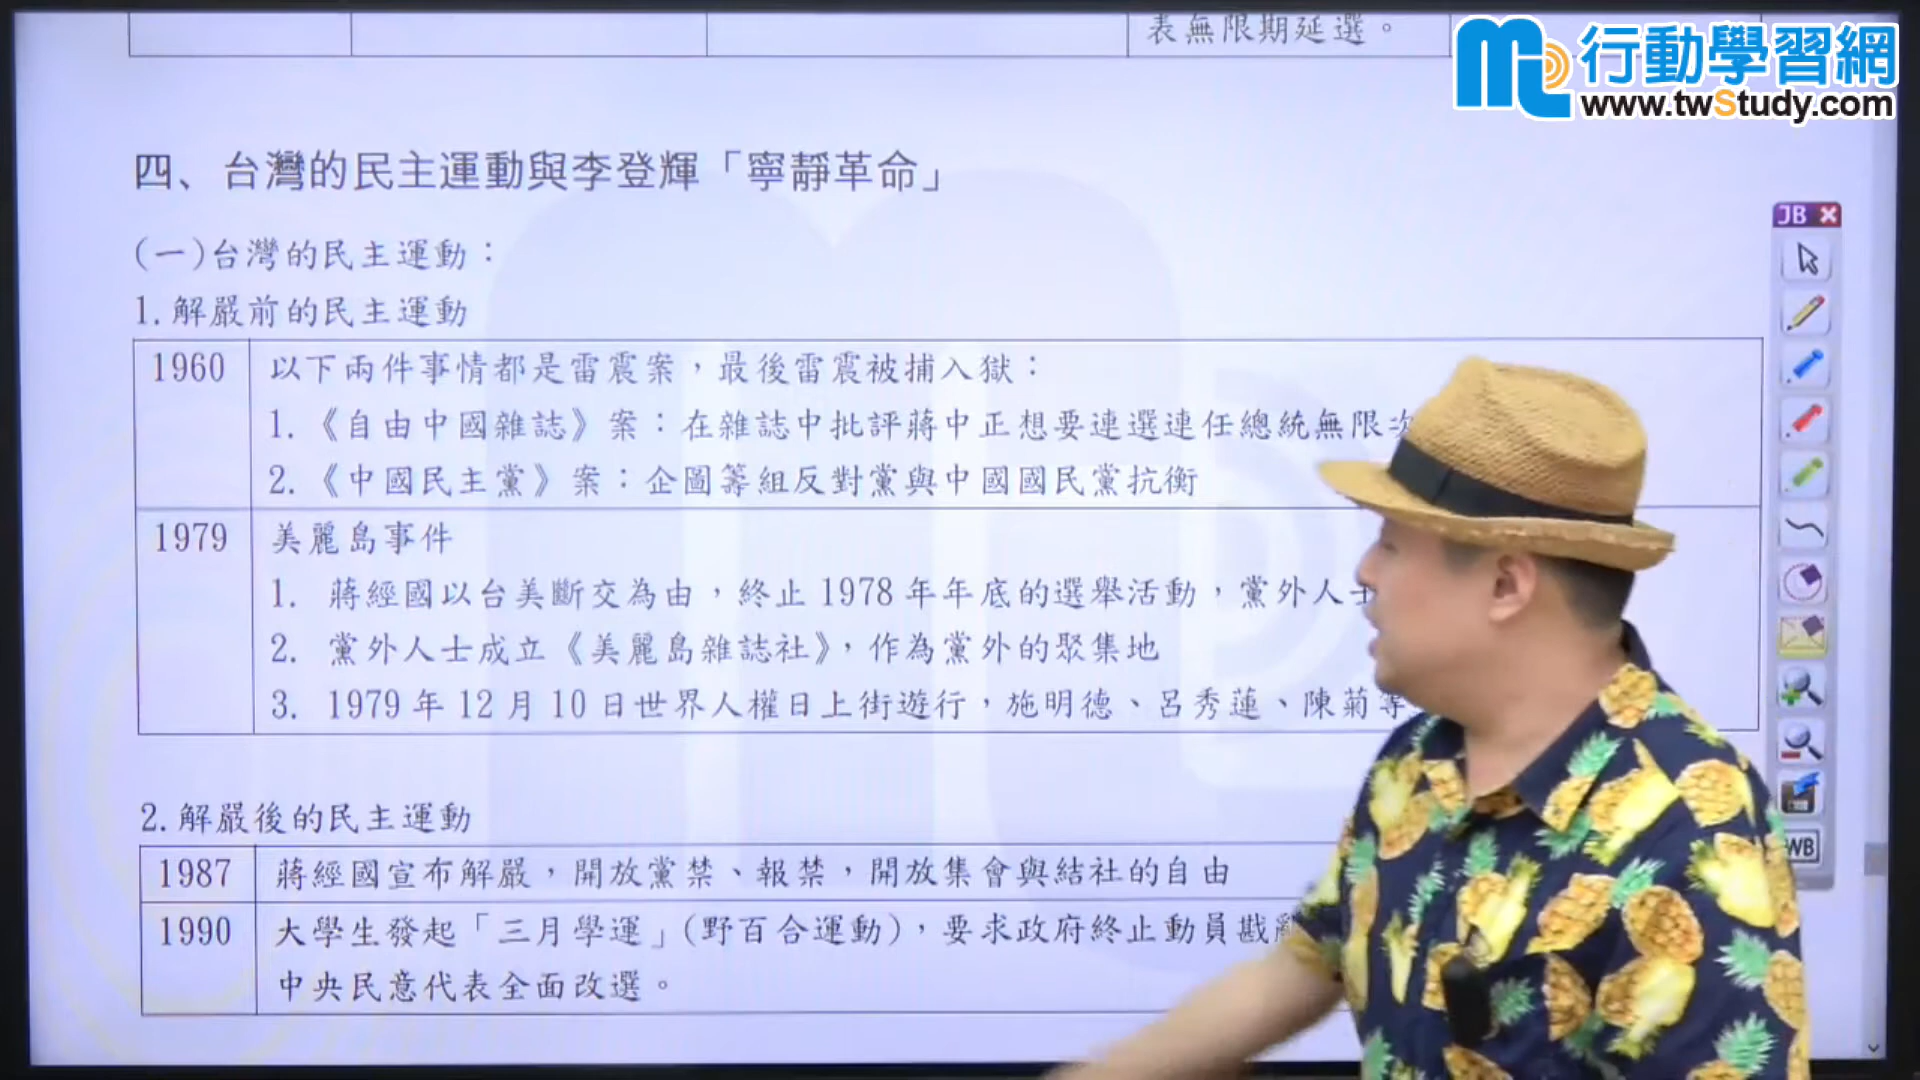 表無限期延選。
行動學習網
www.twStudy.com
四、台灣的民主運動與李登輝「寧靜革命」
(一)台灣的民主運動：
1.解嚴前的民主運動
1960 以下兩件事情都是雷震案，最後雷震被捕入獄：
1.《自由中國雜誌》案：在雜誌中批評蔣中正想要連選連任總統無限次
2.《中國民主黨》案：企圖籌組反對黨與中國國民黨抗衡
1979 美麗島事件
1. 蔣經國以台美斷交為由，終止 1978 年年底的選舉活動，黨外人士
2. 黨外人士成立《美麗島雜誌社》，作為黨外的聚集地
3. 1979 年 12 月 10 日世界人權日上街遊行，施明德、呂秀蓮、陳菊等
2.解嚴後的民主運動
1987 蔣經國宣布解嚴，開放黨禁、報禁，開放集會與結社的自由
1990 大學生發起「三月學運」(野百合運動)，要求政府終止動員戡亂
中央民意代表全面改選。
JB
WB